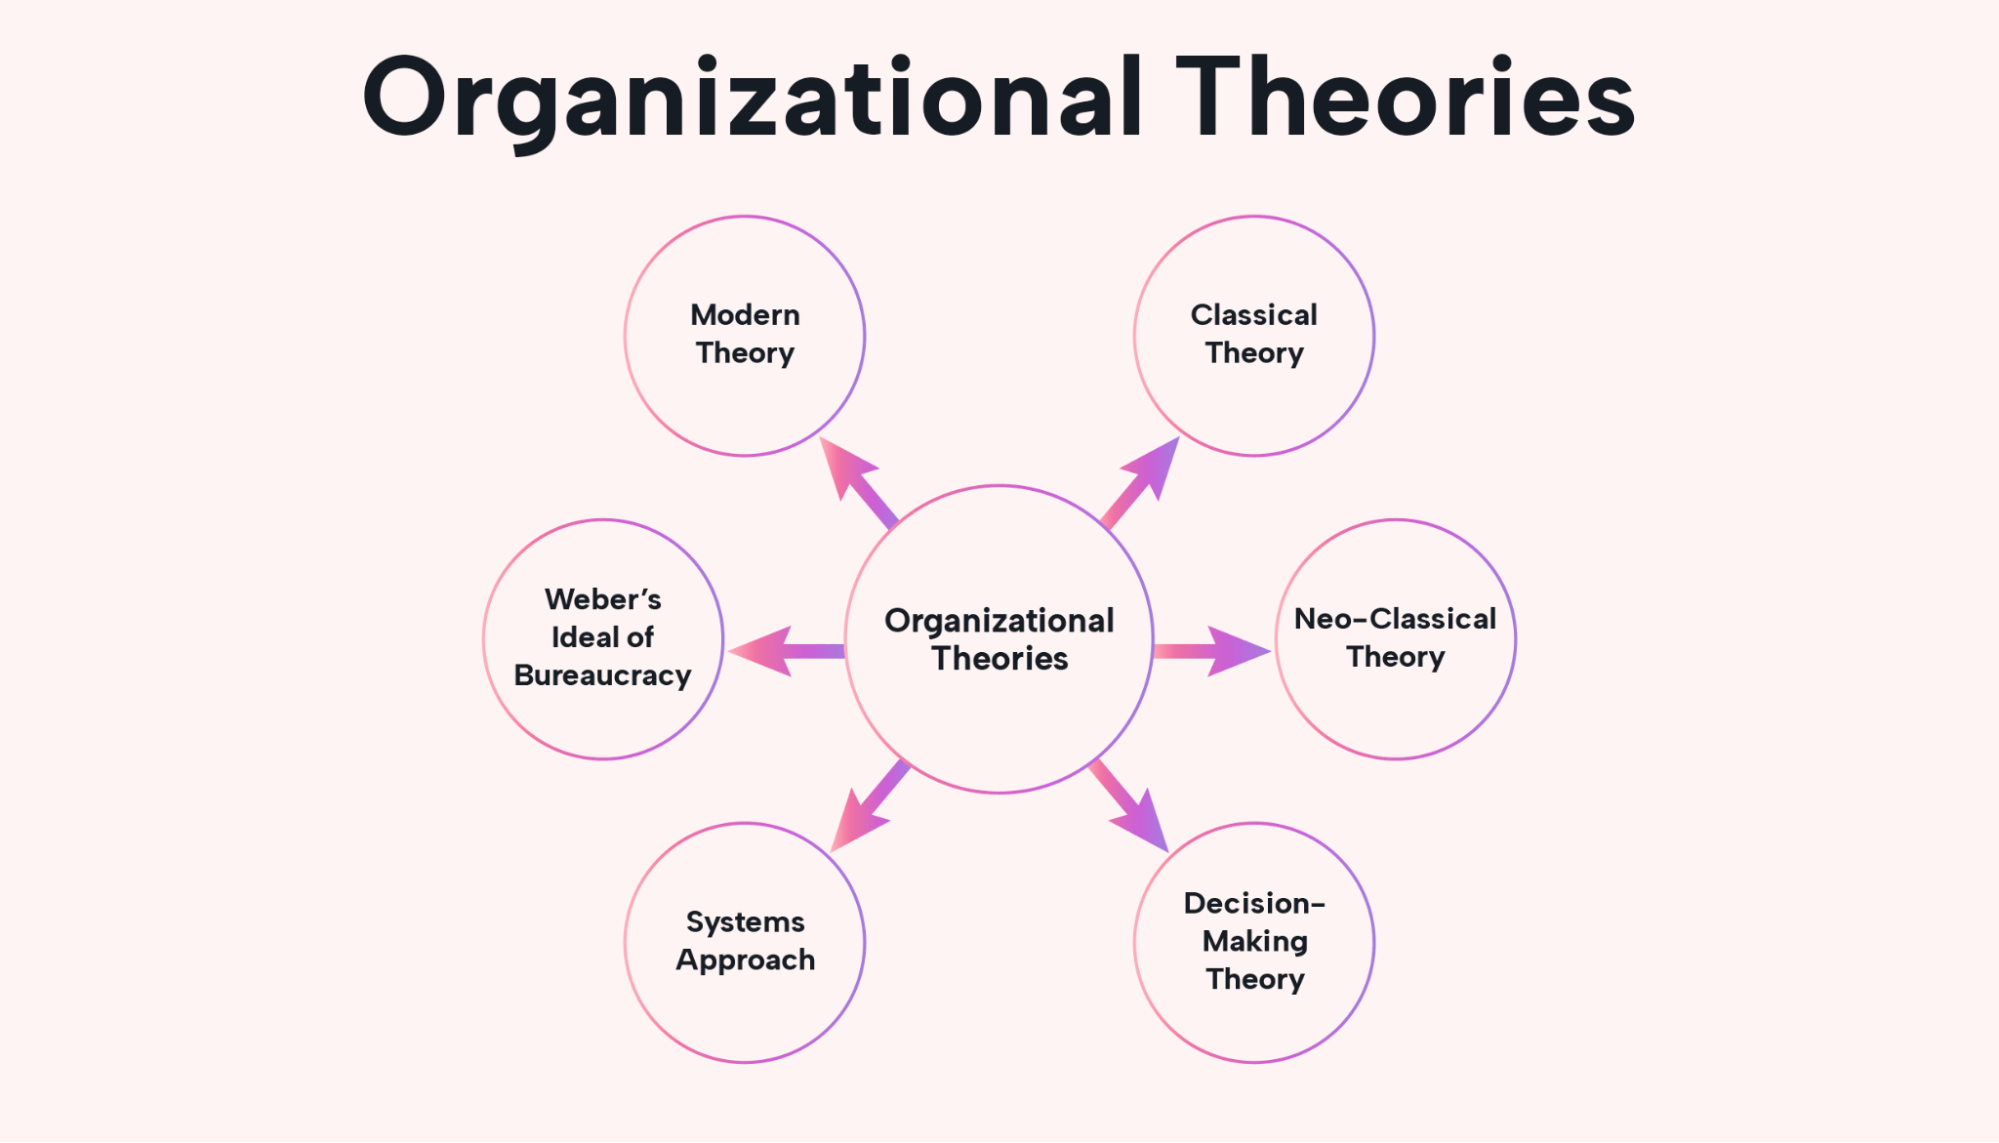 Organizational Theories
Modern
Theory
Classical
Theory
Weber’s
Ideal of
Bureaucracy
Organizational
Theories
Neo-Classical
Theory
Systems
Approach
Decision-
Making
Theory